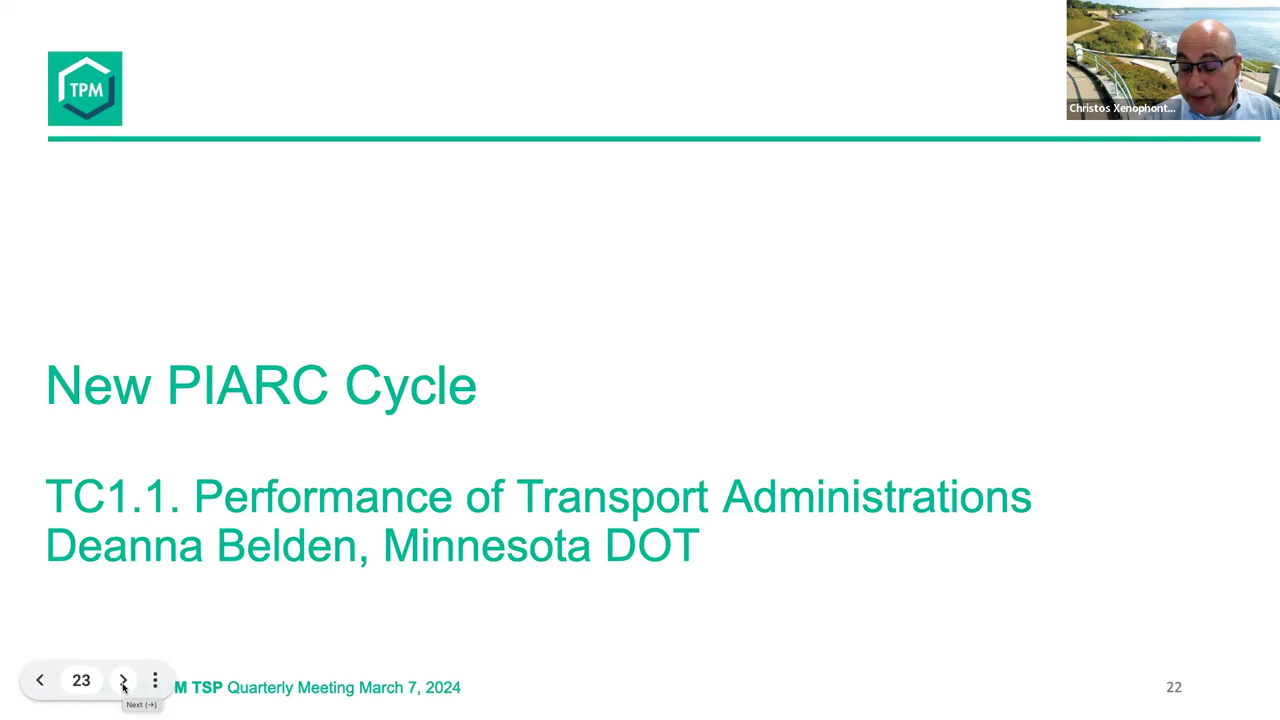 TPM
Christos Xenophont...
New PIARC Cycle
TC1.1. Performance of Transport Administrations
Deanna Belden, Minnesota DOT
23
M TSP Quarterly Meeting March 7, 2024
22
Next (→)